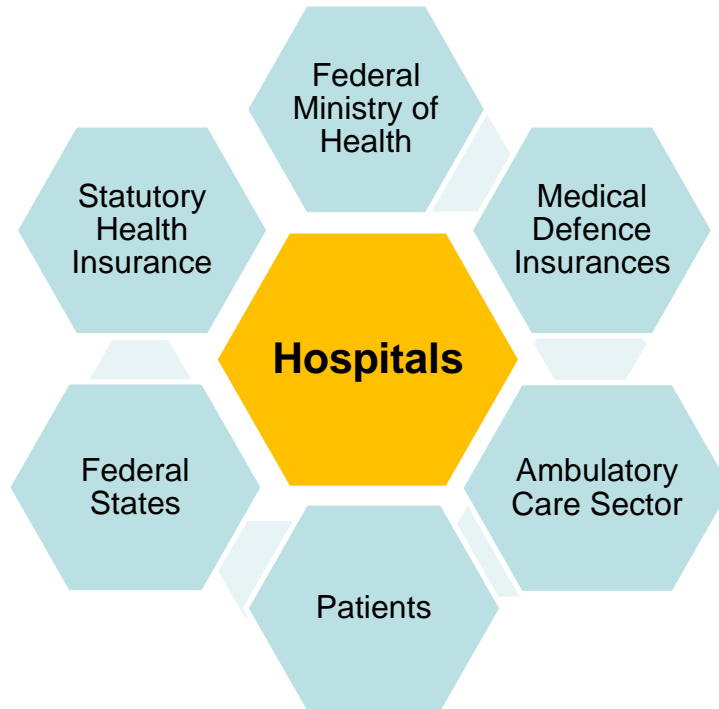 Federal
Ministry of
Health
Statutory
Health
Insurance
Medical
Defence
Insurances
Hospitals
Federal
States
Ambulatory
Care Sector
Patients